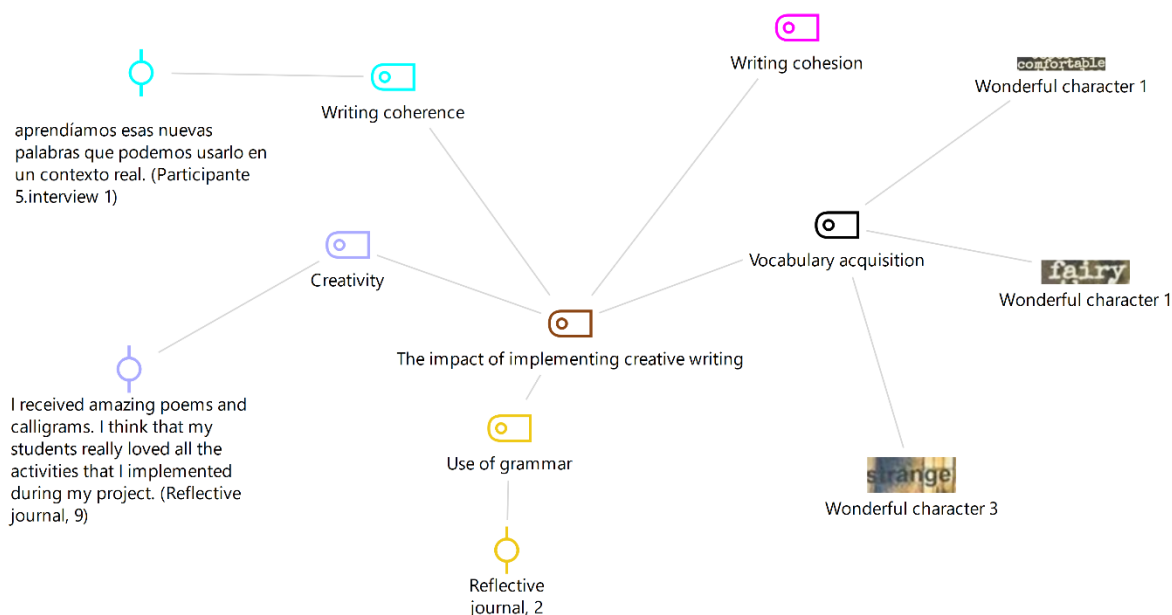 Writing cohesion
comfortable
Wonderful character 1
Writing coherence
aprendíamos esas nuevas
palabras que podemos usarlo en
un contexto real. (Participante
5.interview 1)
Creativity
Vocabulary acquisition
fairy
Wonderful character 1
The impact of implementing creative writing
I received amazing poems and
calligrams. I think that my
students really loved all the
activities that I implemented
during my project. (Reflective
journal, 9)
Use of grammar
strange
Wonderful character 3
Reflective
journal, 2